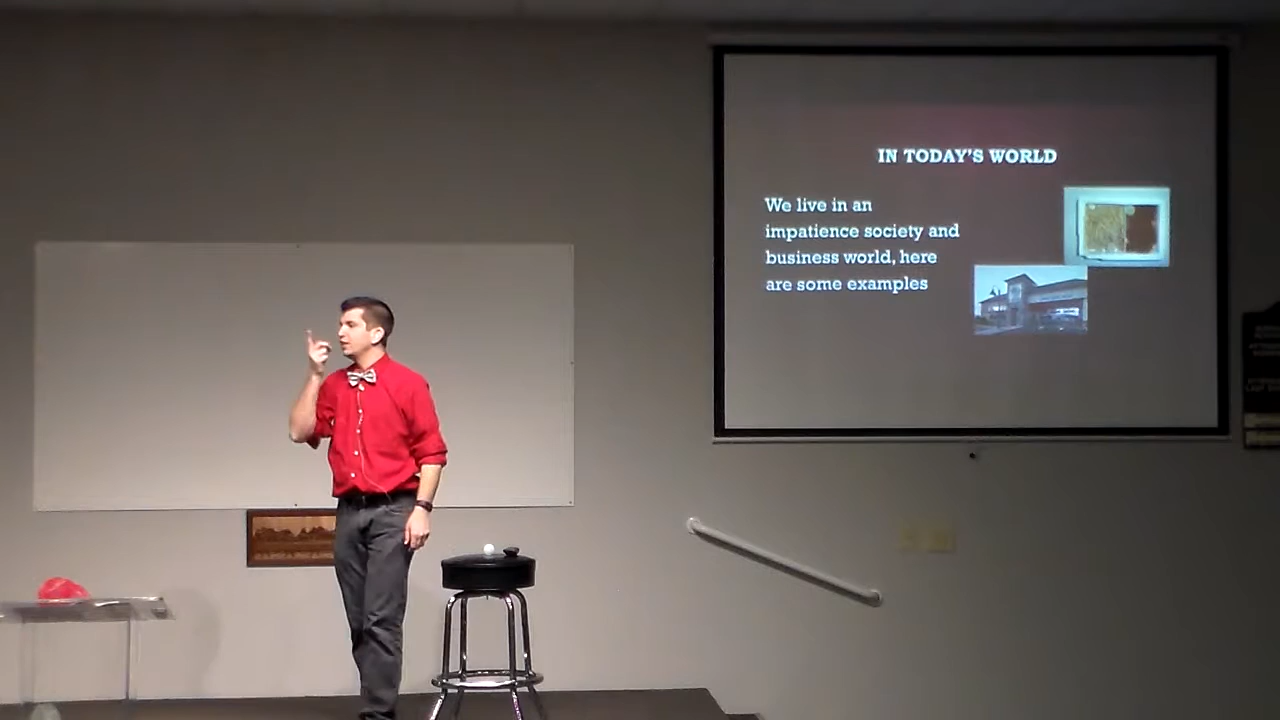 IN TODAY'S WORLD
We live in an
impatience society and
business world, here
are some examples